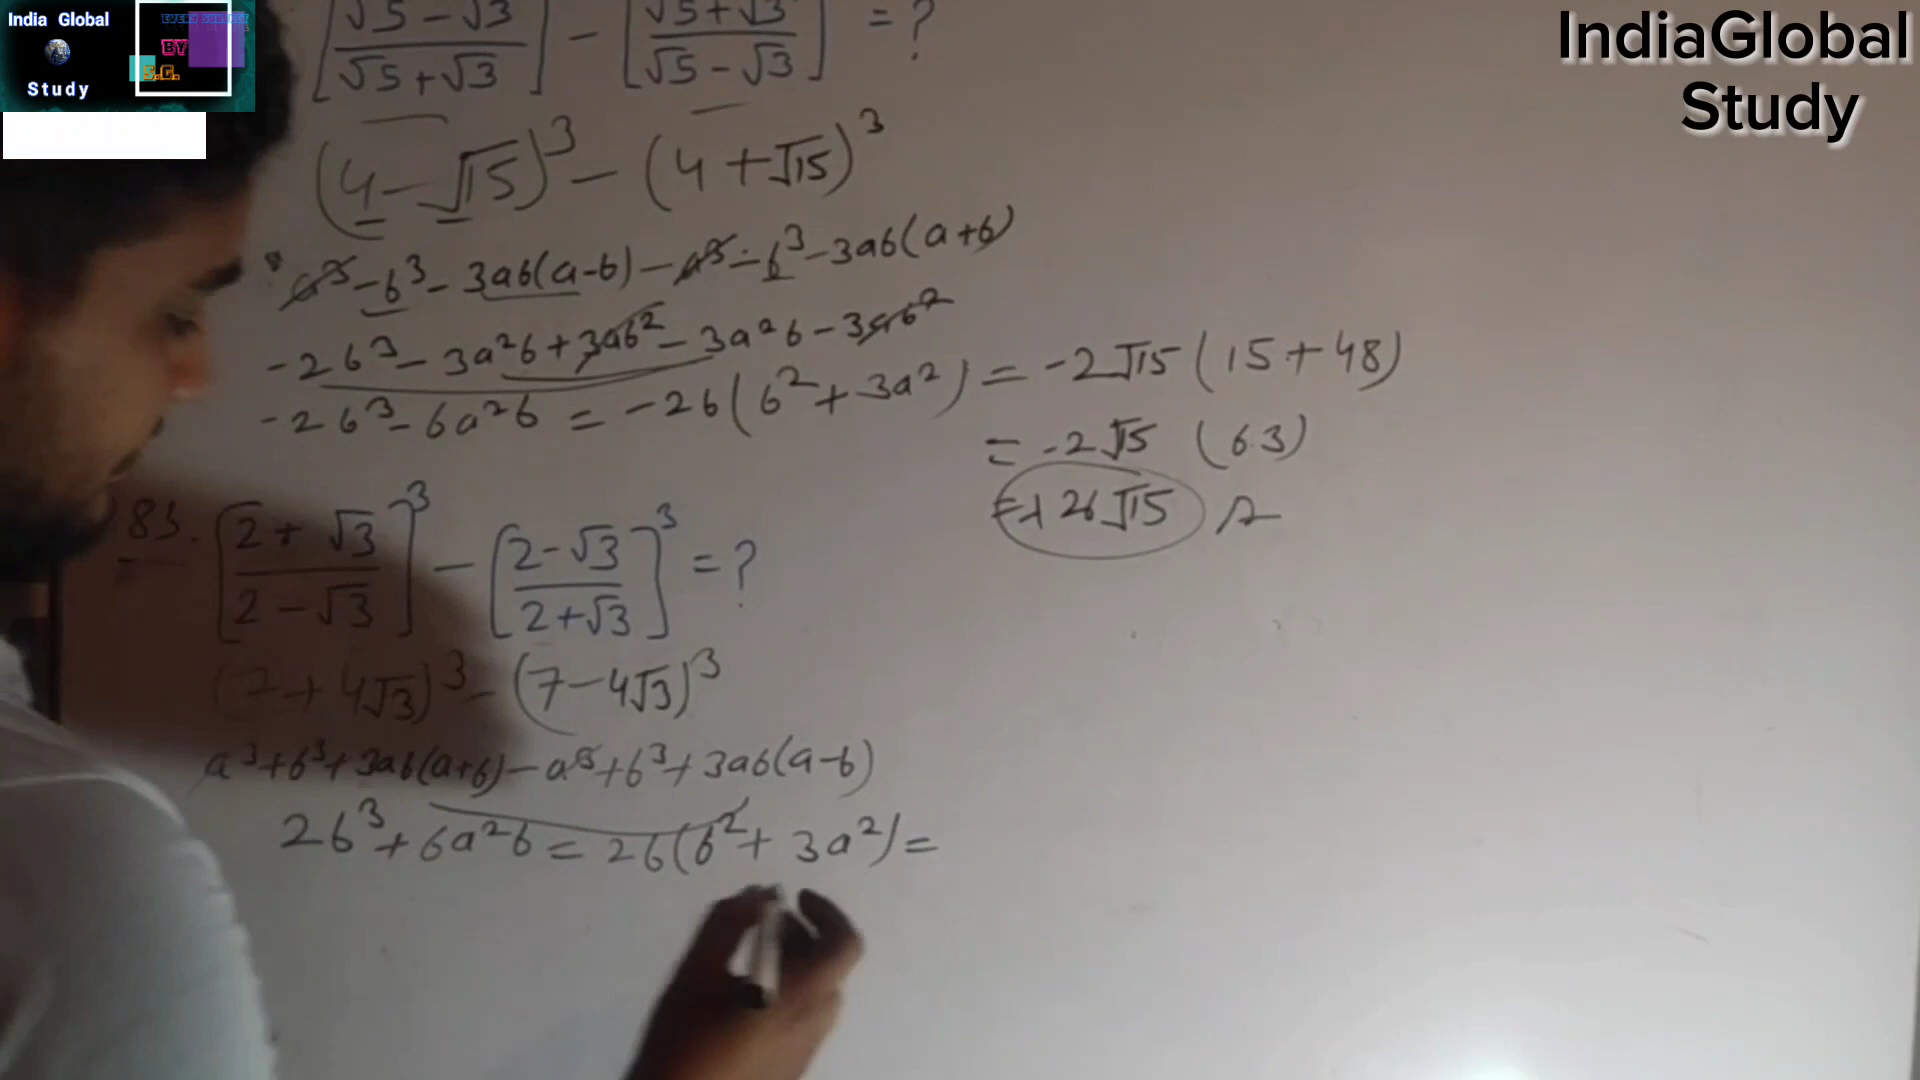 India Global
Study
EVERY SUBJECT
BY
S.G.
IndiaGlobal
Study
[√5-√3/√5+√3] - [√5+√3/√5-√3] = ?
(4-√15)³ - (4+√15)³
a³-b³-3ab(a-b)-a³-b³-3ab(a+b)
-2b³-3a²b+3ab²-3a²b-3ab²
-2b³-6a²b = -2b(b²+3a²) = -2√15(15+48)
= -2√15 (63)
= 126√15 A
83. [2+√3/2-√3]³ - [2-√3/2+√3]³ = ?
(7+4√3)³ - (7-4√3)³
a³+b³+3ab(a+b)-a³+b³+3ab(a-b)
2b³+6a²b = 2b(b²+3a²) =